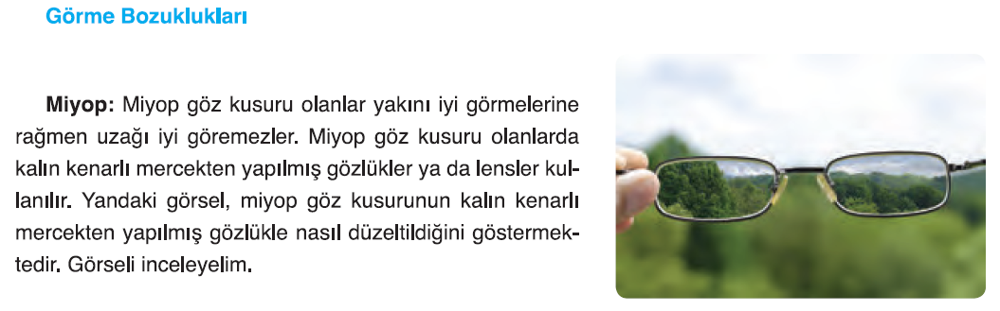 Görme Bozuklukları
Miyop: Miyop göz kusuru olanlar yakını iyi görmelerine
rağmen uzağı iyi göremezler. Miyop göz kusuru olanlarda
kalın kenarlı mercekten yapılmış gözlükler ya da lensler kul-
lanılır. Yandaki görsel, miyop göz kusurunun kalın kenarlı
mercekten yapılmış gözlükle nasıl düzeltildiğini göstermek-
tedir. Görseli inceleyelim.